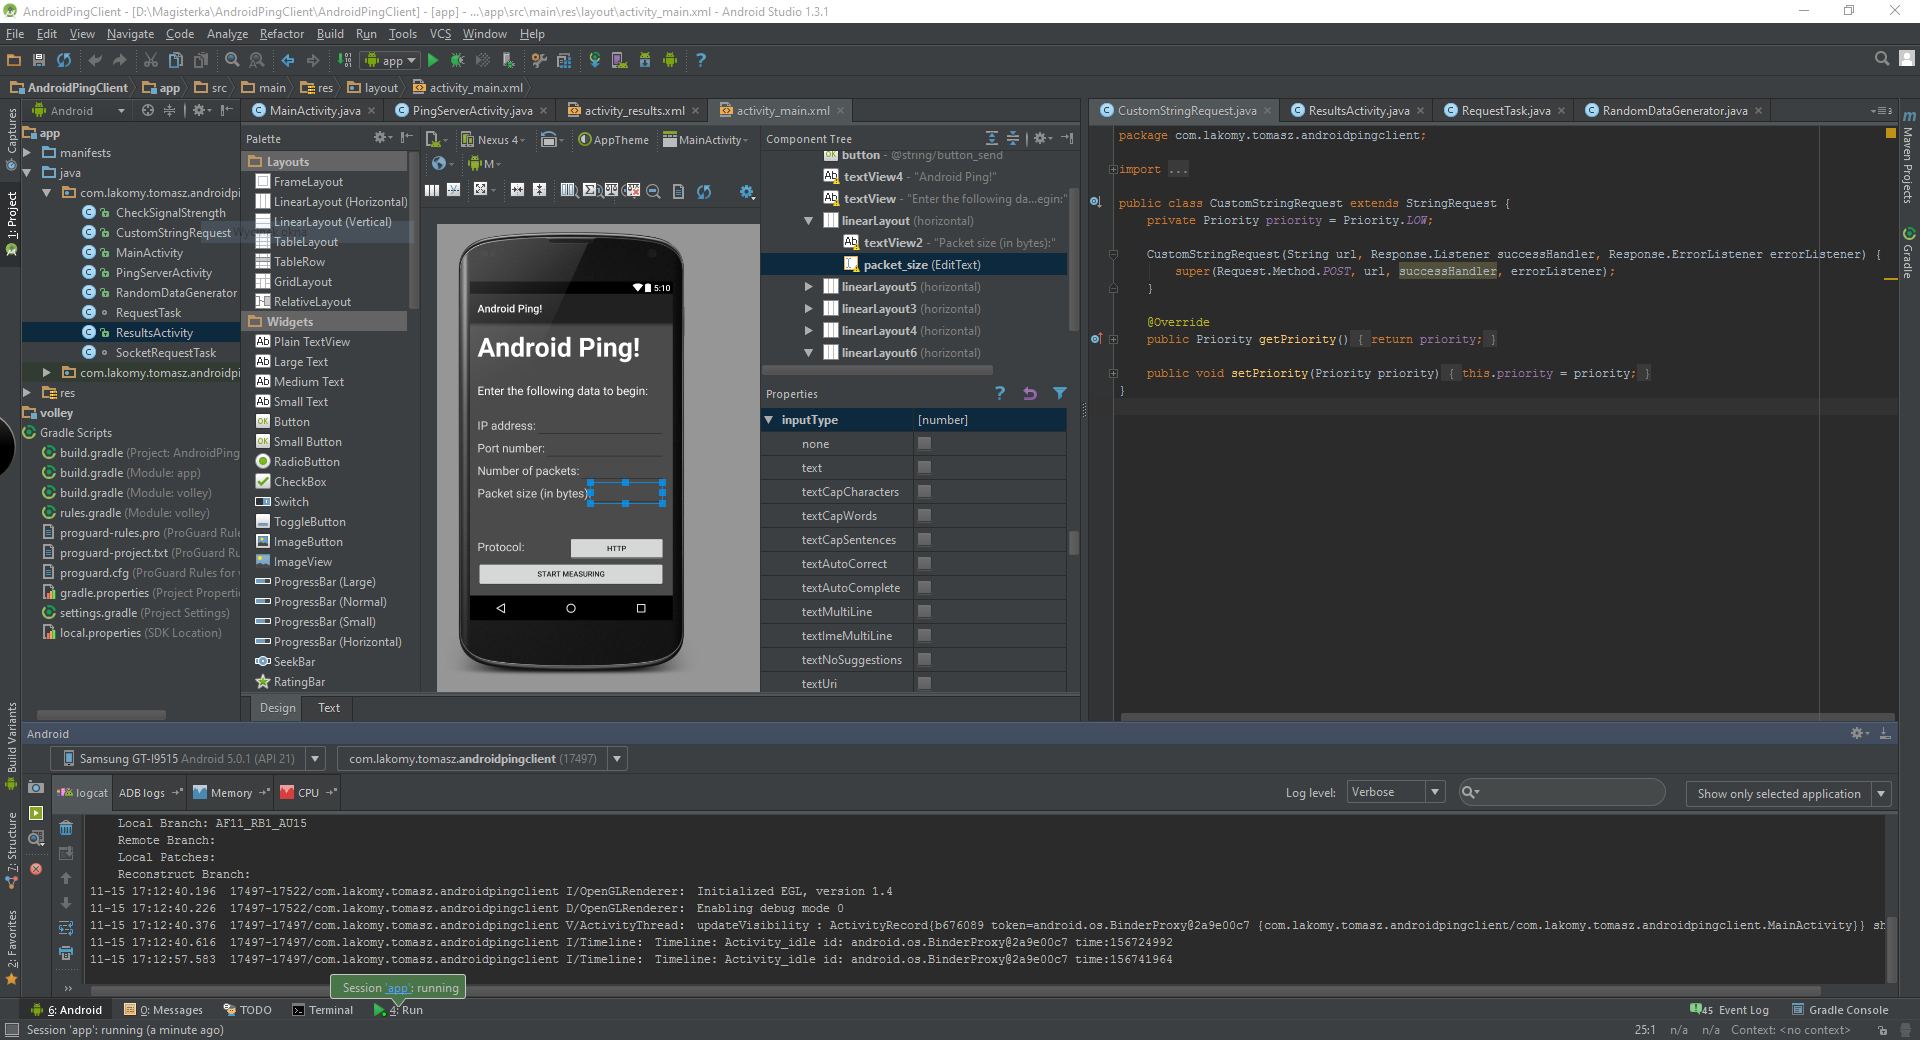 AndroidPingClient - [D:\Magisterka\AndroidPingClient\AndroidPingClient] - [app] - ...\app\src\main\res\layout\activity_main.xml - Android Studio 1.3.1
File Edit View Navigate Code Analyze Refactor Build Run Tools VCS Window Help
app
AndroidPingClient app src main res layout activity_main.xml
Android
MainActivity.java PingServerActivity.java activity_results.xml activity_main.xml
CustomStringRequest.java ResultsActivity.java RequestTask.java RandomDataGenerator.java
Captures
1: Project
Build Variants
7: Structure
2: Favorites
app
manifests
java
com.lakomy.tomasz.androidpi
CheckSignalStrength
CustomStringRequest
MainActivity
PingServerActivity
RandomDataGenerator
RequestTask
ResultsActivity
SocketRequestTask
com.lakomy.tomasz.androidpi
res
volley
Gradle Scripts
build.gradle (Project: AndroidPing
build.gradle (Module: app)
build.gradle (Module: volley)
rules.gradle (Module: volley)
proguard-rules.pro (ProGuard Rule
proguard-project.txt (ProGuard Ru
proguard.cfg (ProGuard Rules for v
gradle.properties (Project Properti
settings.gradle (Project Settings)
local.properties (SDK Location)
Palette
Layouts
FrameLayout
LinearLayout (Horizontal)
LinearLayout (Vertical)
TableLayout
TableRow
GridLayout
RelativeLayout
Widgets
Plain TextView
Large Text
Medium Text
Small Text
Button
Small Button
RadioButton
CheckBox
Switch
ToggleButton
ImageButton
ImageView
ProgressBar (Large)
ProgressBar (Normal)
ProgressBar (Small)
ProgressBar (Horizontal)
SeekBar
RatingBar
Nexus 4 AppTheme MainActivity
M
5:10
Android Ping!
Android Ping!
Enter the following data to begin:
IP address:
Port number:
Number of packets:
Packet size (in bytes):
Protocol: HTTP
START MEASURING
Design Text
Component Tree
button - @string/button_send
textView4 - "Android Ping!"
textView - "Enter the following da...egin:"
linearLayout (horizontal)
textView2 - "Packet size (in bytes):"
packet_size (EditText)
linearLayout5 (horizontal)
linearLayout3 (horizontal)
linearLayout4 (horizontal)
linearLayout6 (horizontal)
Properties
inputType [number]
none
text
textCapCharacters
textCapWords
textCapSentences
textAutoCorrect
textAutoComplete
textMultiLine
textImeMultiLine
textNoSuggestions
textUri
package com.lakomy.tomasz.androidpingclient;
import ...
public class CustomStringRequest extends StringRequest {
private Priority priority = Priority.LOW;
CustomStringRequest(String url, Response.Listener successHandler, Response.ErrorListener errorListener) {
super(Request.Method.POST, url, successHandler, errorListener);
}
@Override
public Priority getPriority() { return priority; }
public void setPriority(Priority priority) { this.priority = priority; }
}
Maven Projects
Gradle
Android
Samsung GT-I9515 Android 5.0.1 (API 21) com.lakomy.tomasz.androidpingclient (17497)
logcat ADB logs Memory CPU Log level: Verbose Show only selected application
Local Branch: AF11_RB1_AU15
Remote Branch:
Local Patches:
Reconstruct Branch:
11-15 17:12:40.196 17497-17522/com.lakomy.tomasz.androidpingclient I/OpenGLRenderer: Initialized EGL, version 1.4
11-15 17:12:40.226 17497-17522/com.lakomy.tomasz.androidpingclient D/OpenGLRenderer: Enabling debug mode 0
11-15 17:12:40.376 17497-17497/com.lakomy.tomasz.androidpingclient V/ActivityThread: updateVisibility : ActivityRecord{b676089 token=android.os.BinderProxy@2a9e00c7 {com.lakomy.tomasz.androidpingclient/com.lakomy.tomasz.androidpingclient.MainActivity}} sh
11-15 17:12:40.616 17497-17497/com.lakomy.tomasz.androidpingclient I/Timeline: Timeline: Activity_idle id: android.os.BinderProxy@2a9e00c7 time:156724992
11-15 17:12:57.583 17497-17497/com.lakomy.tomasz.androidpingclient I/Timeline: Timeline: Activity_idle id: android.os.BinderProxy@2a9e00c7 time:156741964
Session 'app': running
6: Android 0: Messages TODO Terminal 4: Run 45 Event Log Gradle Console
Session 'app': running (a minute ago) 25:1 n/a n/a Context: <no context>